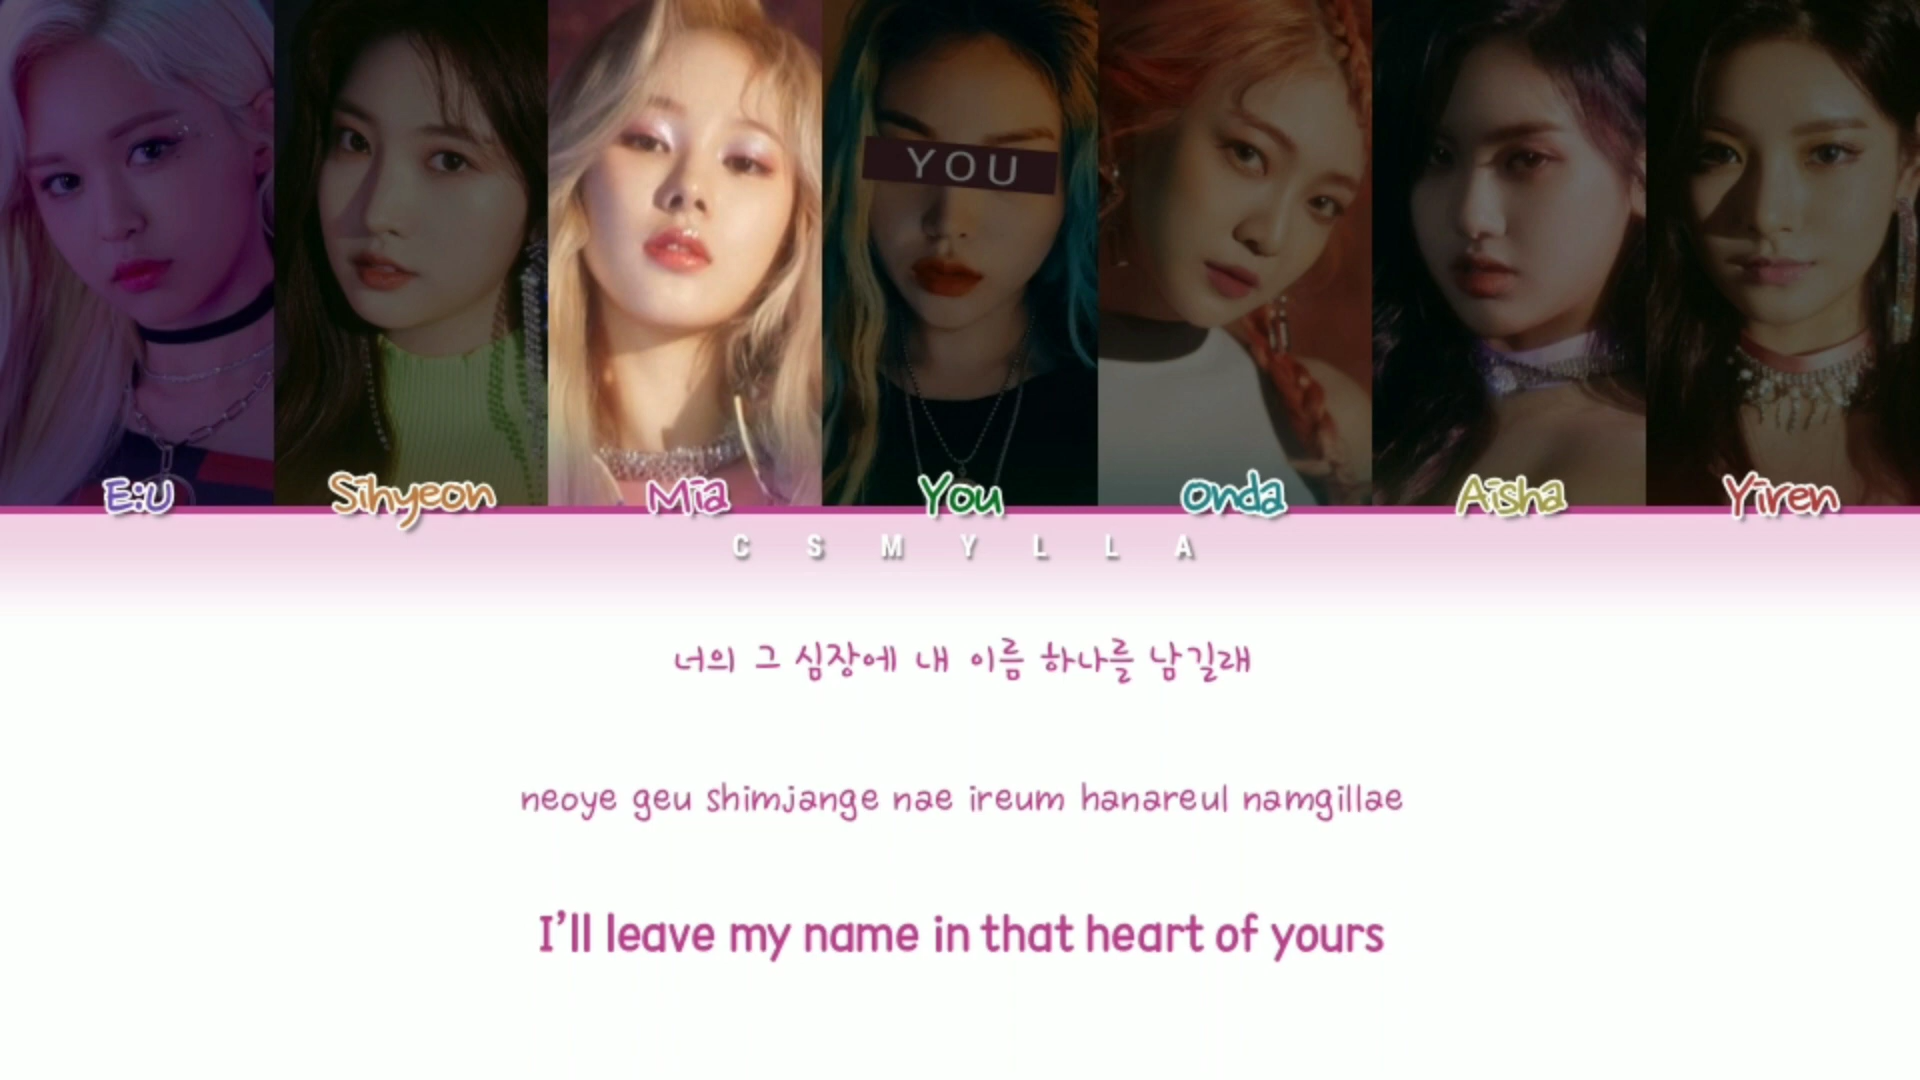 YOU
E:U Sihyeon Mia You Onda Aisha Yiren
C S M Y L L A
너의 그 심장에 내 이름 하나를 남길래
neoye geu shimjange nae ireum hanareul namgillae
I'll leave my name in that heart of yours